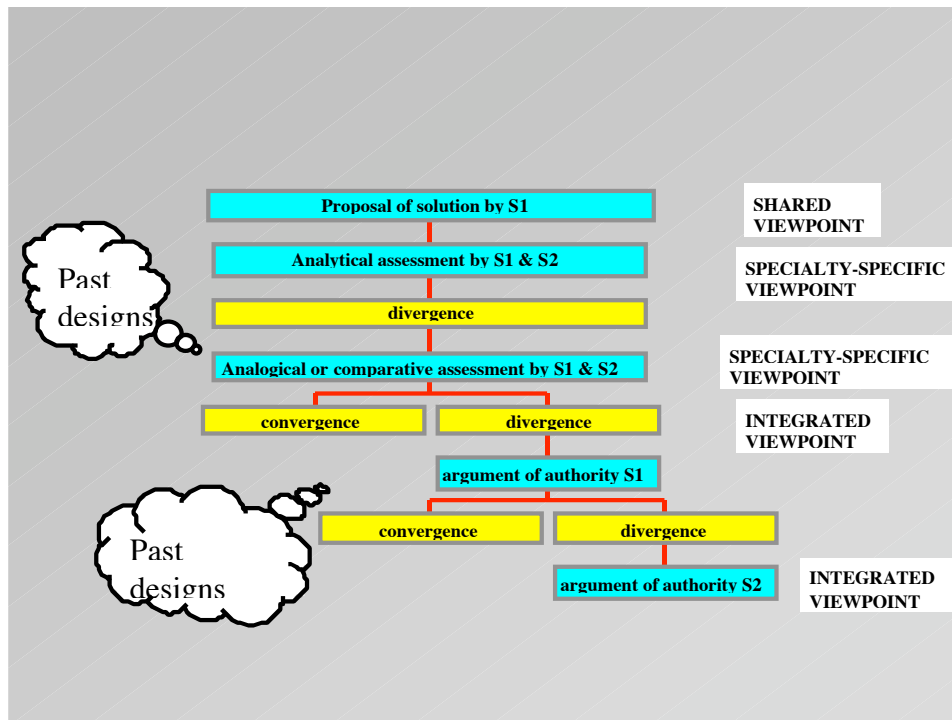 Proposal of solution by S1
SHARED
VIEWPOINT
Analytical assessment by S1 & S2
SPECIALTY-SPECIFIC
VIEWPOINT
Past
designs
divergence
Analogical or comparative assessment by S1 & S2
SPECIALTY-SPECIFIC
VIEWPOINT
convergence
divergence
INTEGRATED
VIEWPOINT
argument of authority S1
convergence
divergence
Past
designs
argument of authority S2
INTEGRATED
VIEWPOINT